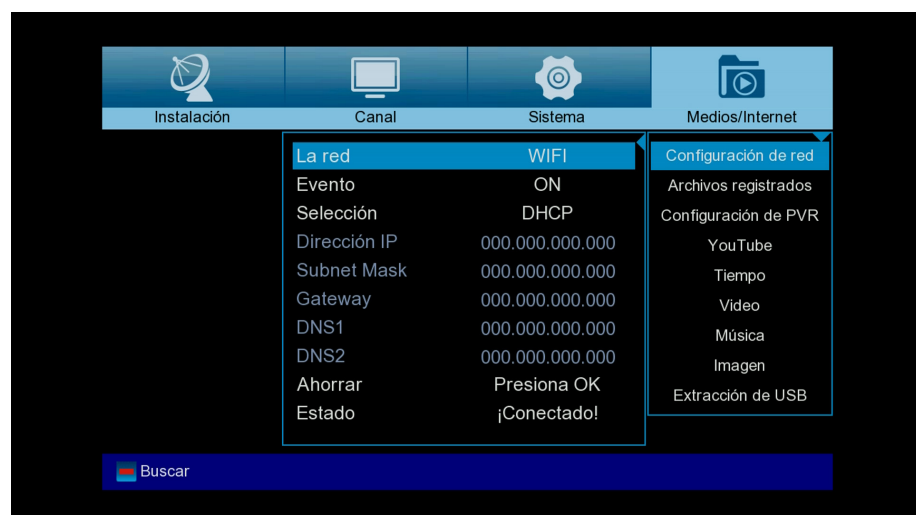 Instalación
Canal
Sistema
Medios/Internet
La red WIFI
Evento ON
Selección DHCP
Dirección IP 000.000.000.000
Subnet Mask 000.000.000.000
Gateway 000.000.000.000
DNS1 000.000.000.000
DNS2 000.000.000.000
Ahorrar Presiona OK
Estado ¡Conectado!
Configuración de red
Archivos registrados
Configuración de PVR
YouTube
Tiempo
Video
Música
Imagen
Extracción de USB
Buscar